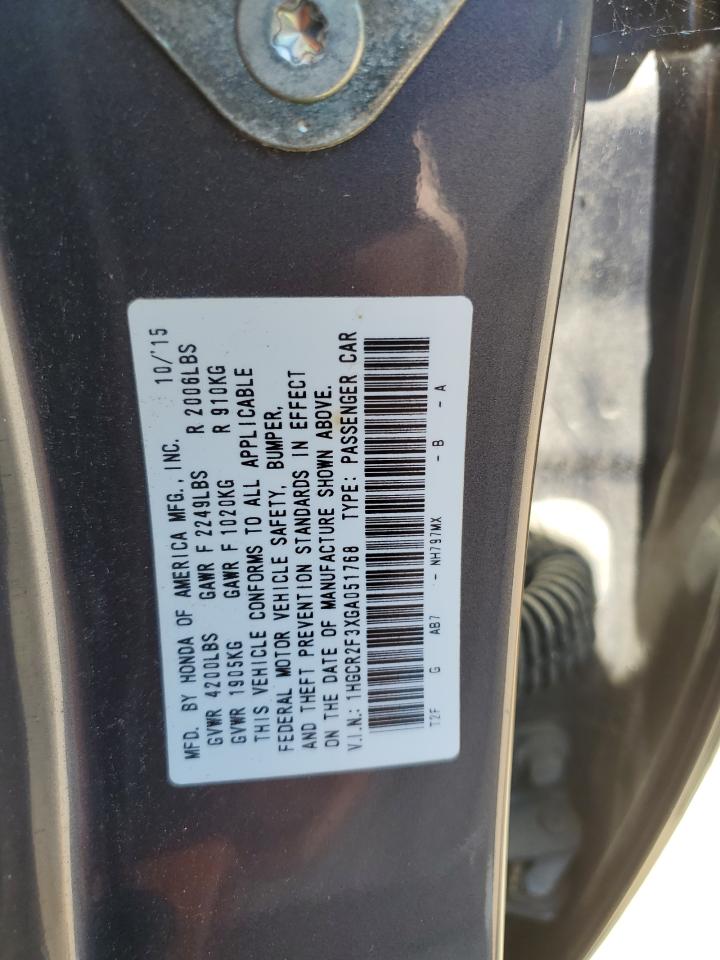 MFD. BY HONDA OF AMERICA MFG., INC. 10/'15
GVWR 4200LBS GAWR F 2249LBS R 2006LBS
GVWR 1905KG GAWR F 1020KG R 910KG
THIS VEHICLE CONFORMS TO ALL APPLICABLE
FEDERAL MOTOR VEHICLE SAFETY, BUMPER,
AND THEFT PREVENTION STANDARDS IN EFFECT
ON THE DATE OF MANUFACTURE SHOWN ABOVE.
V.I.N.: 1HGCR2F3XGA051768 TYPE: PASSENGER CAR
T2F G AB7 - NH797MX - B - A